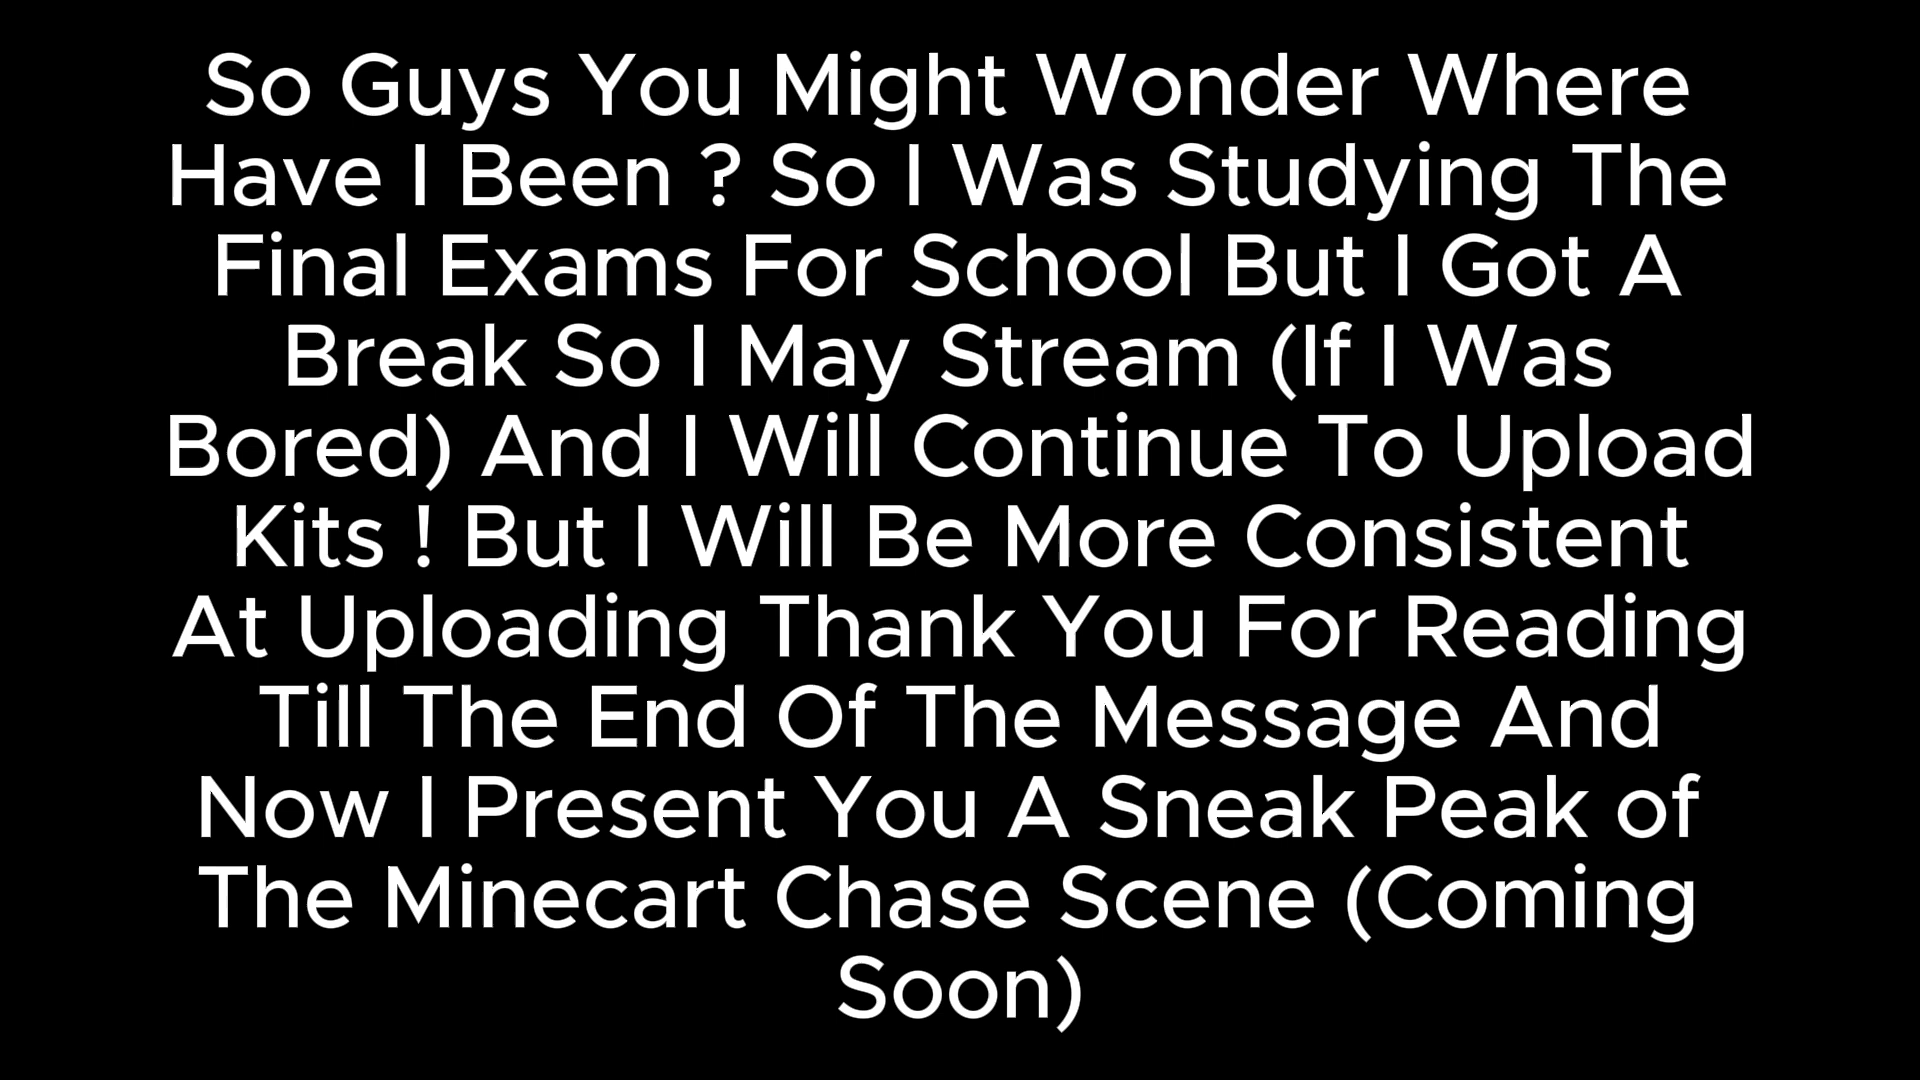 So Guys You Might Wonder Where
Have I Been ? So I Was Studying The
Final Exams For School But I Got A
Break So I May Stream (If I Was
Bored) And I Will Continue To Upload
Kits ! But I Will Be More Consistent
At Uploading Thank You For Reading
Till The End Of The Message And
Now I Present You A Sneak Peak of
The Minecart Chase Scene (Coming
Soon)